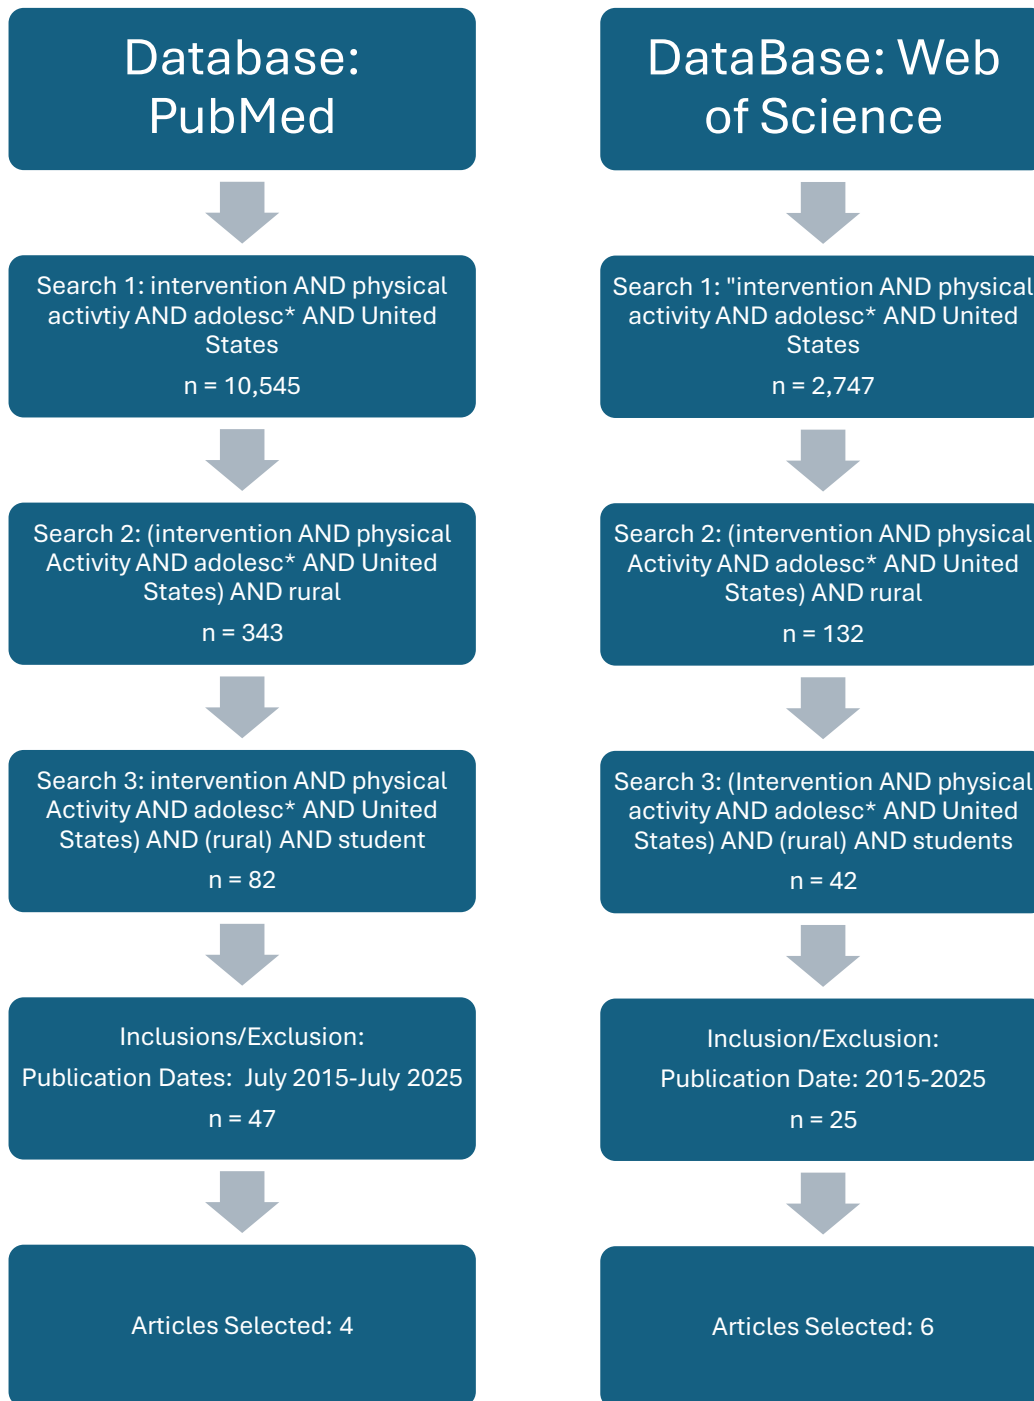 Database:
PubMed
Search 1: intervention AND physical
activtiy AND adolesc* AND United
States
n = 10,545
Search 2: (intervention AND physical
Activity AND adolesc* AND United
States) AND rural
n = 343
Search 3: intervention AND physical
Activity AND adolesc* AND United
States) AND (rural) AND student
n = 82
Inclusions/Exclusion:
Publication Dates:  July 2015-July 2025
n = 47
Articles Selected: 4
DataBase: Web
of Science
Search 1: "intervention AND physical
activity AND adolesc* AND United
States
n = 2,747
Search 2: (intervention AND physical
Activity AND adolesc* AND United
States) AND rural
n = 132
Search 3: (Intervention AND physical
activity AND adolesc* AND United
States) AND (rural) AND students
n = 42
Inclusion/Exclusion:
Publication Date: 2015-2025
n = 25
Articles Selected: 6